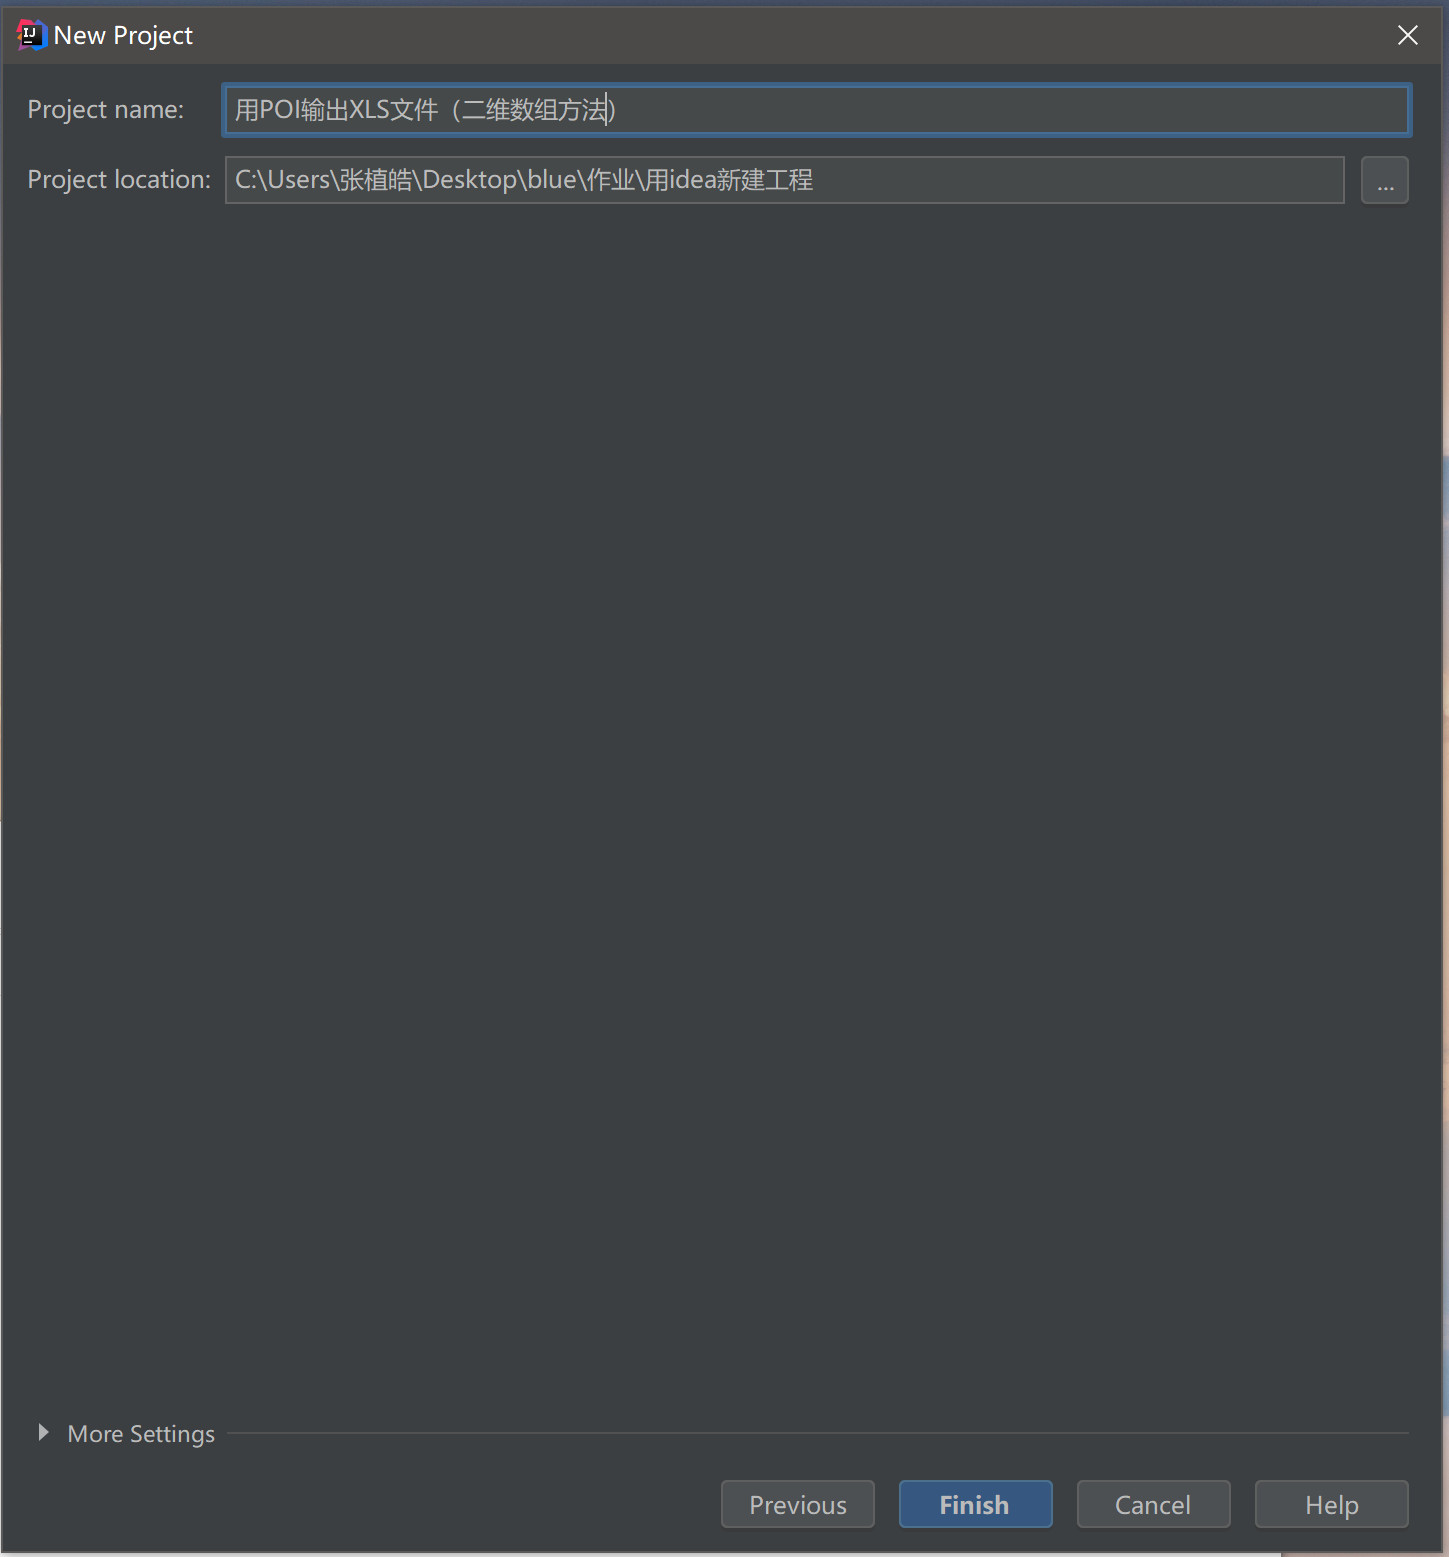 New Project
Project name: 用POI输出XLS文件（二维数组方法)
Project location: C:\Users\张植皓\Desktop\blue\作业\用idea新建工程 ...
More Settings
Previous Finish Cancel Help